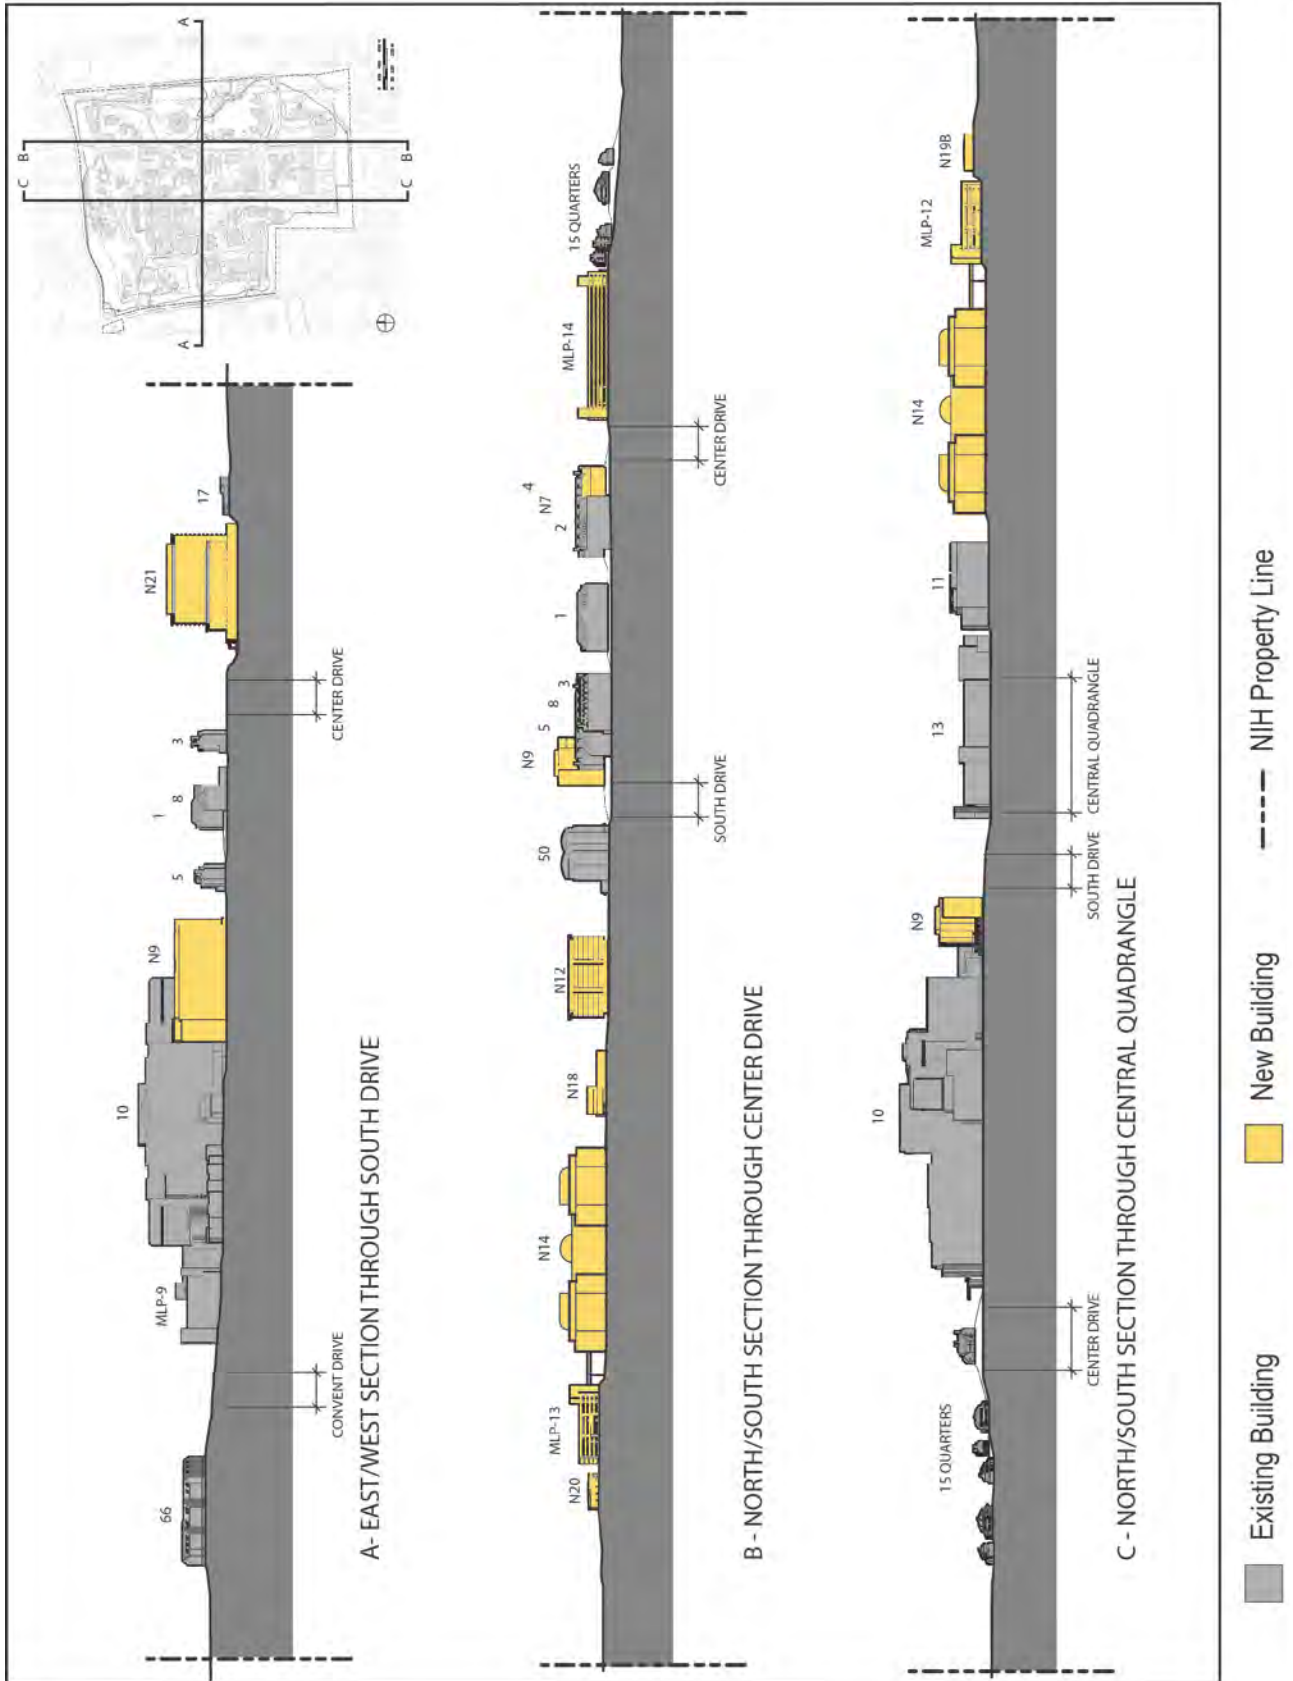 A
A
B
B
C
C
66
MLP-9
10
N9
5
1
8
3
N21
17
CONVENT DRIVE
CENTER DRIVE
A- EAST/WEST SECTION THROUGH SOUTH DRIVE
N20
MLP-13
N14
N18
N12
50
N9
5
8
3
1
2
N7
4
MLP-14
15 QUARTERS
SOUTH DRIVE
CENTER DRIVE
B - NORTH/SOUTH SECTION THROUGH CENTER DRIVE
15 QUARTERS
10
N9
13
11
N14
MLP-12
N19B
CENTER DRIVE
SOUTH DRIVE
CENTRAL QUADRANGLE
C - NORTH/SOUTH SECTION THROUGH CENTRAL QUADRANGLE
Existing Building
New Building
NIH Property Line